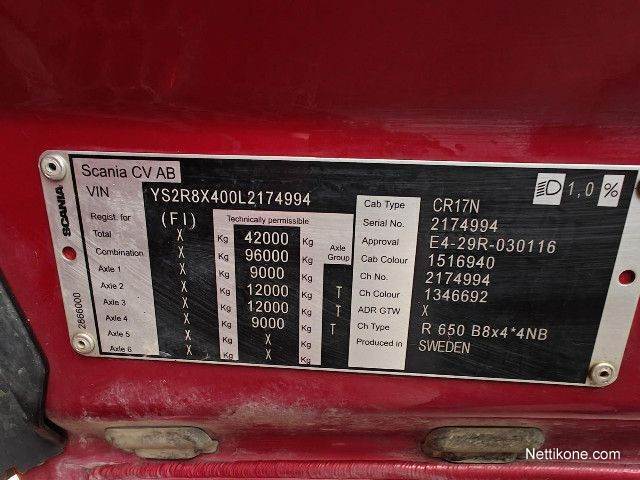 Scania CV AB
VIN YS2R8X400L2174994
Regist. for (FI) Technically permissible
Total X Kg 42000 Kg Axle Group
Combination X Kg 96000 Kg
Axle 1 X Kg 9000 Kg
Axle 2 X Kg 12000 Kg T
Axle 3 X Kg 12000 Kg T
Axle 4 X Kg 9000 Kg T
Axle 5 X Kg X Kg
Axle 6 X Kg X Kg
Cab Type CR17N
Serial No. 2174994
Approval E4-29R-030116
Cab Colour 1516940
Ch No. 2174994
Ch Colour 1346692
ADR GTW X
Ch Type R 650 B8x4*4NB
Produced in SWEDEN
1,0 %
SCANIA
2866000
Nettikone.com